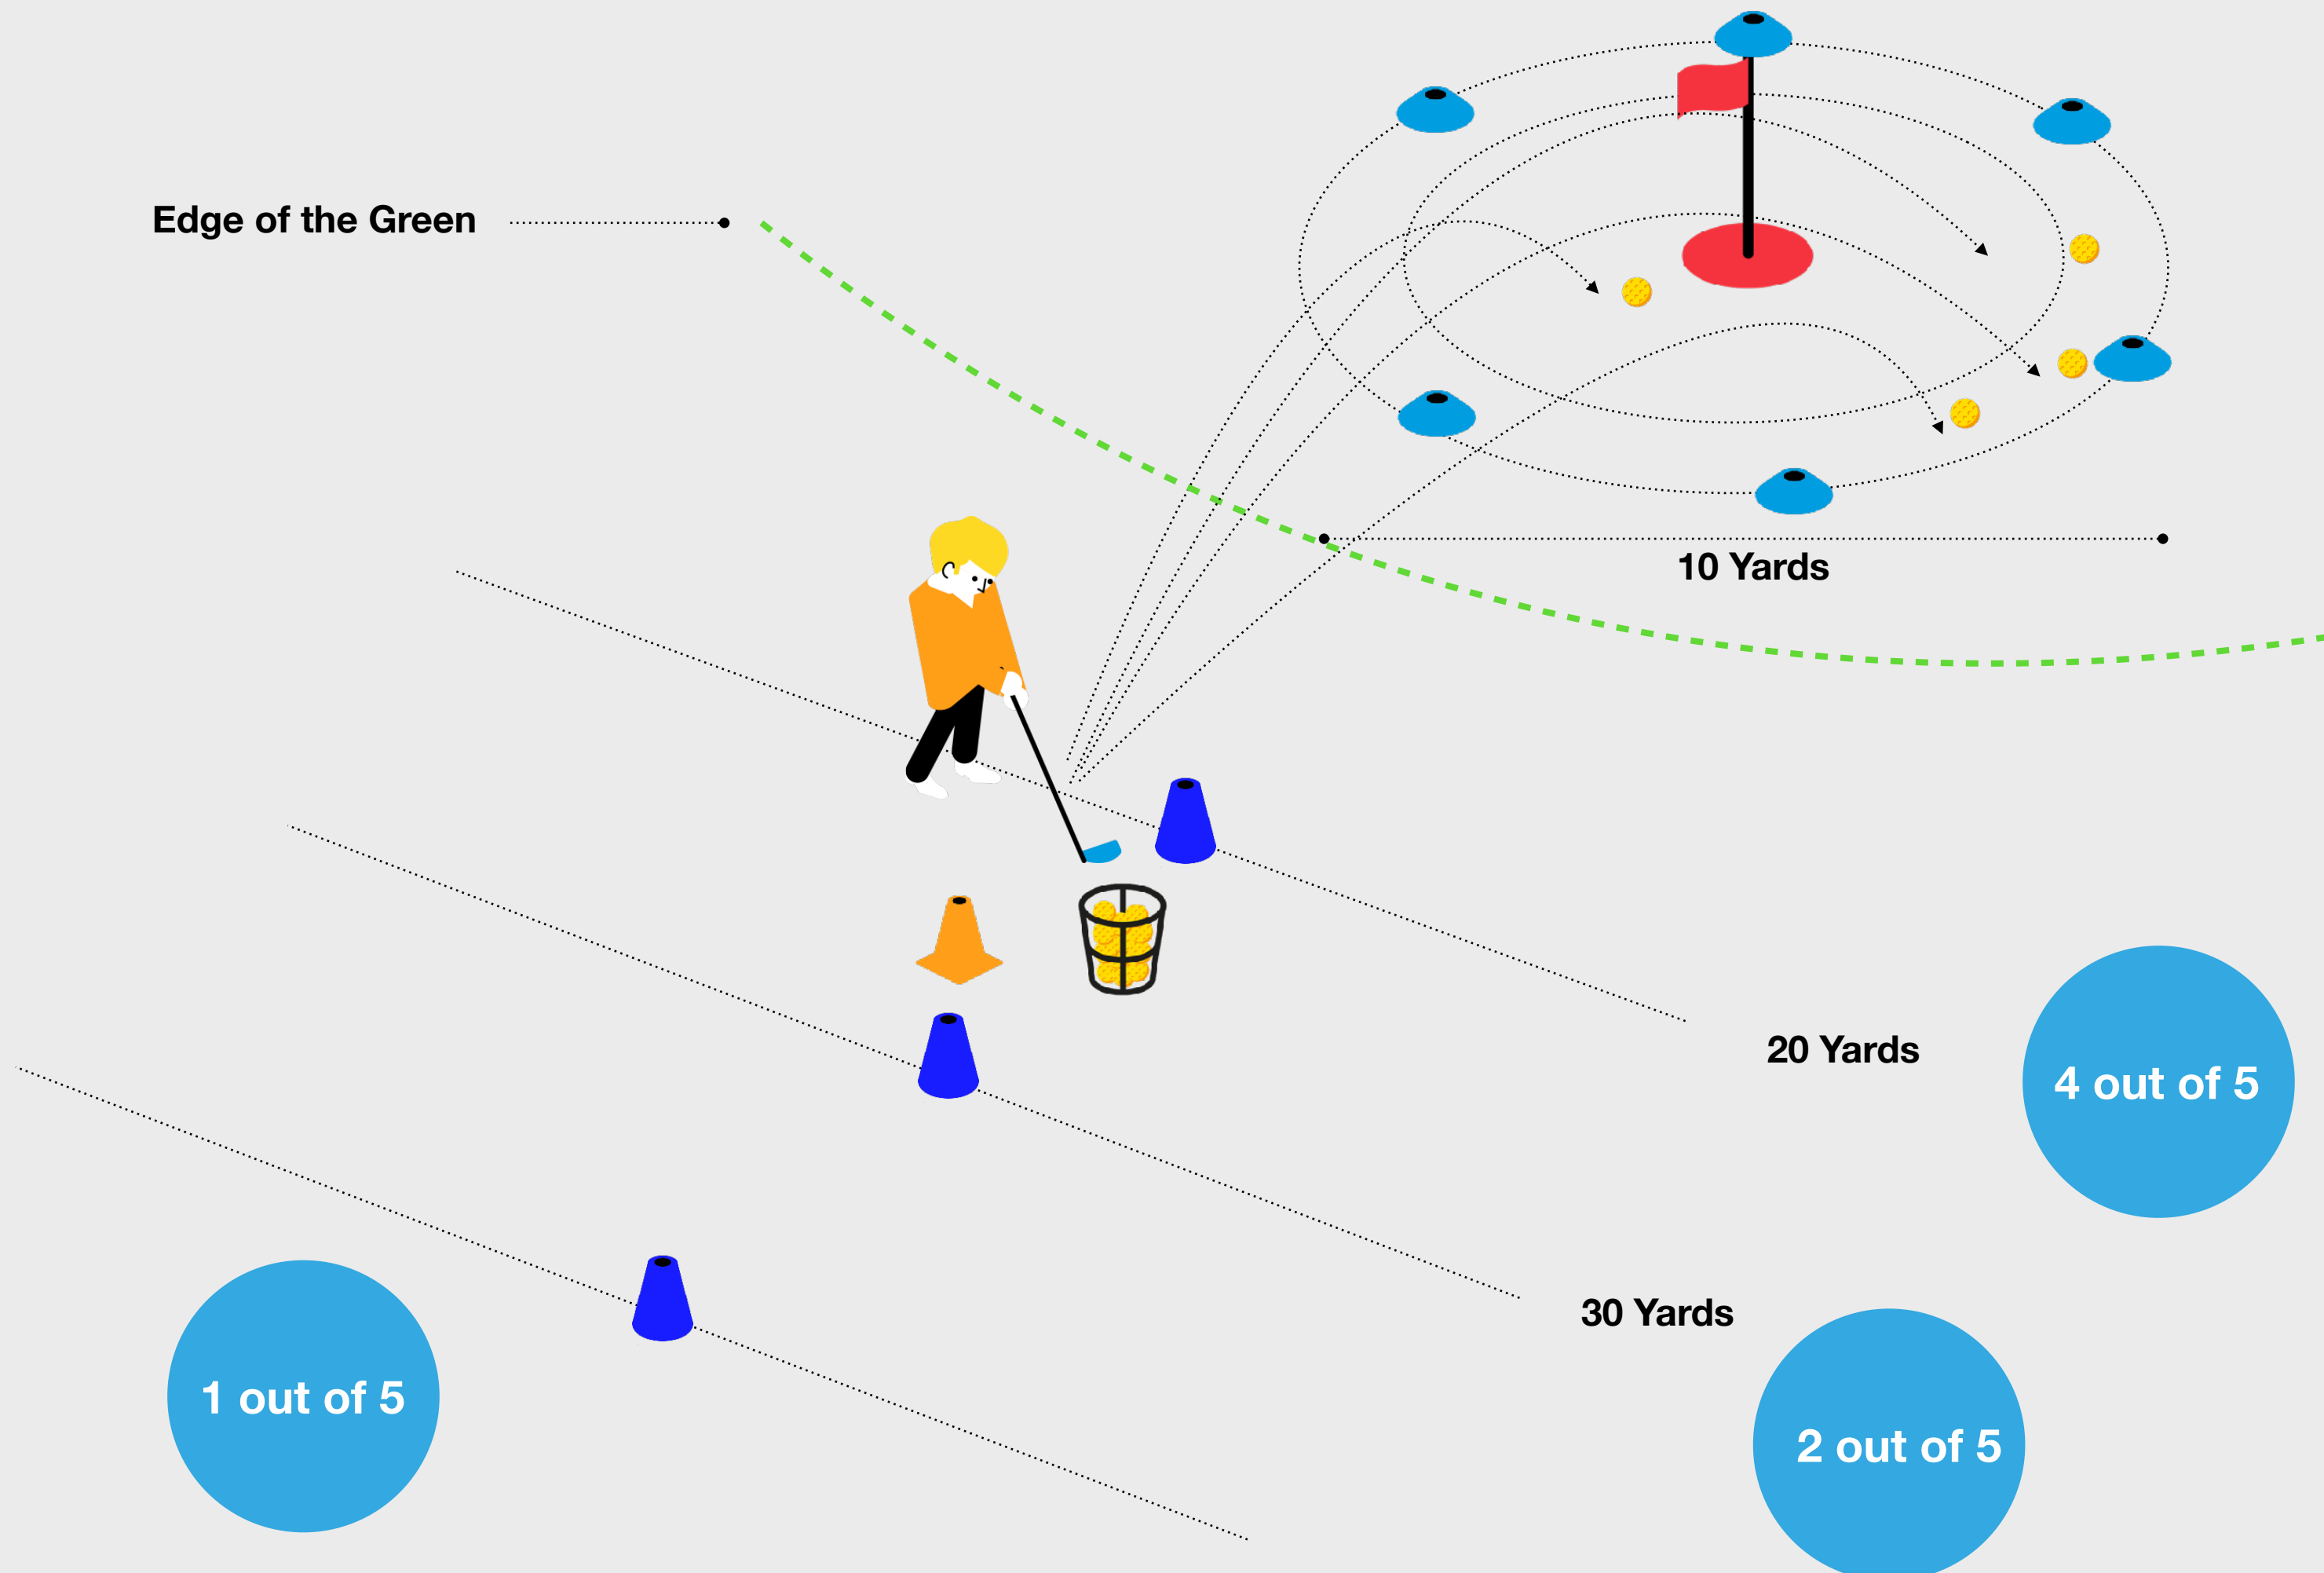 Edge of the Green
10 Yards
20 Yards
4 out of 5
30 Yards
2 out of 5
1 out of 5